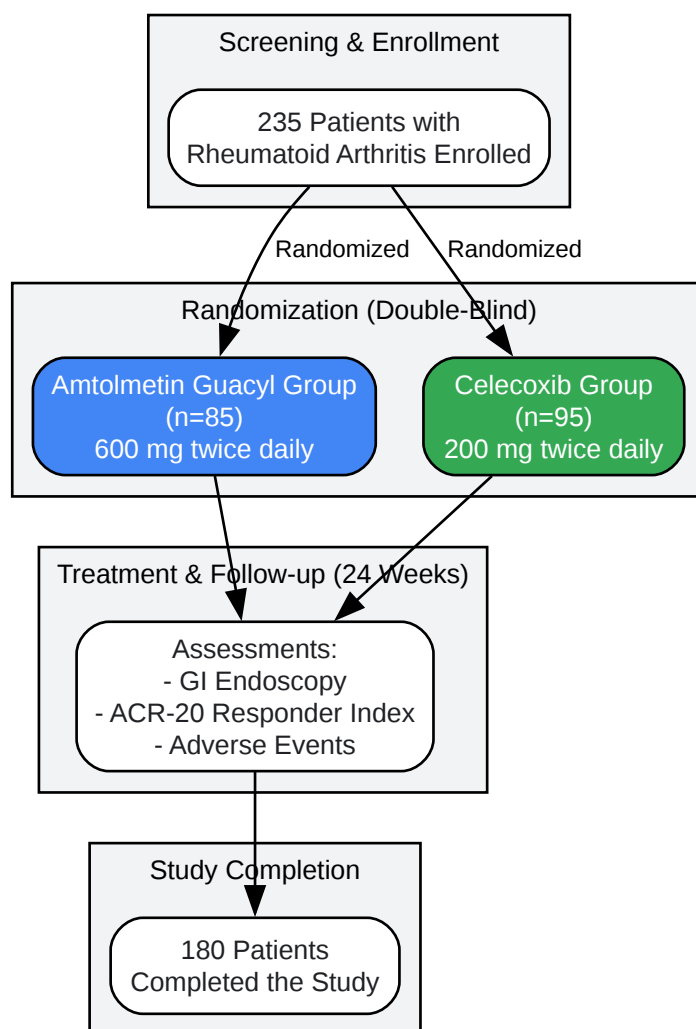 Screening & Enrollment
235 Patients with
Rheumatoid Arthritis Enrolled
Randomized
Randomized
Randomization (Double-Blind)
Amtolmetin Guacyl Group
(n=85)
600 mg twice daily
Celecoxib Group
(n=95)
200 mg twice daily
Treatment & Follow-up (24 Weeks)
Assessments:
- GI Endoscopy
- ACR-20 Responder Index
- Adverse Events
Study Completion
180 Patients
Completed the Study